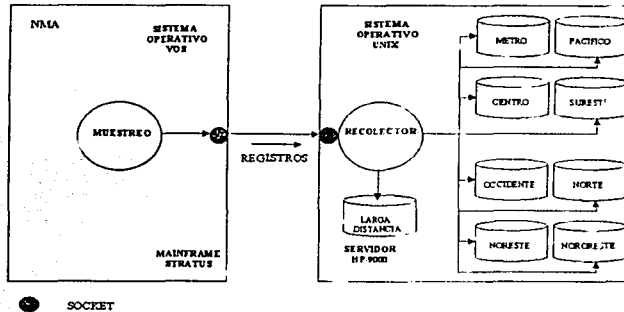 NMA
SISTEMA
OPERATIVO
VOS
MUESTREO
MAINFRAME
STRATUS
REGISTROS
SISTEMA
OPERATIVO
UNIX
RECOLECTOR
LARGA
DISTANCIA
SERVIDOR
HP-9000
METRO
PACIFICO
CENTRO
SURESTE
OCCIDENTE
NORTE
NORESTE
NOROESTE
SOCKET